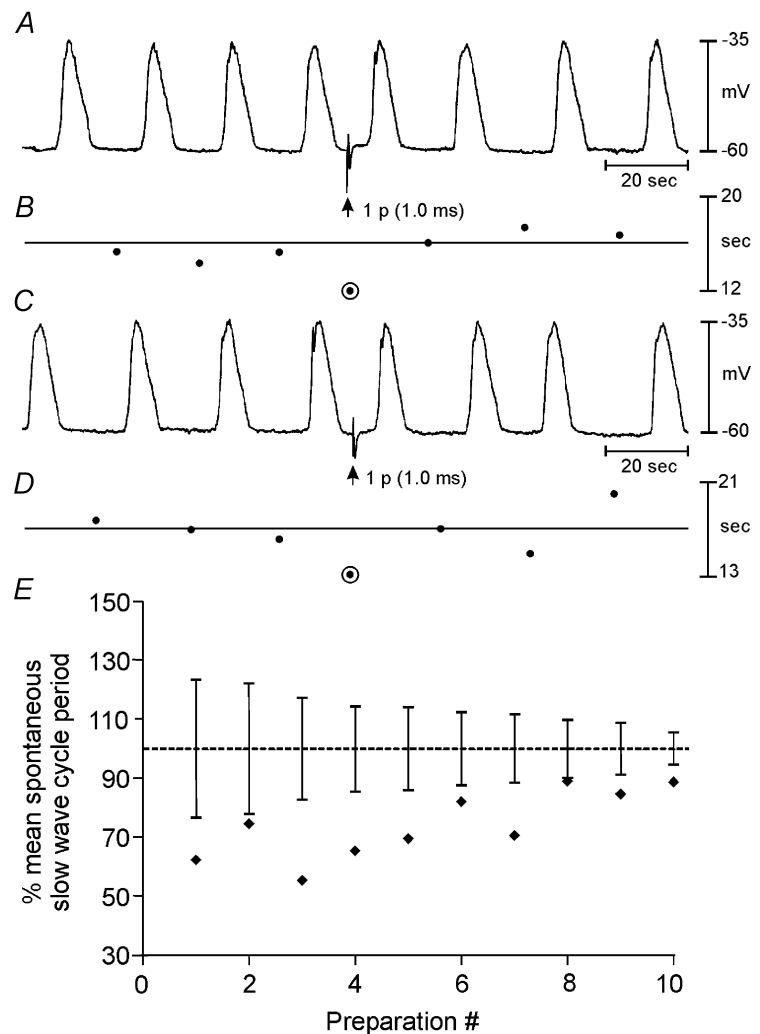 A
-35
mV
-60
20 sec
1 p (1.0 ms)
B
20
sec
12
C
-35
mV
-60
20 sec
1 p (1.0 ms)
D
21
sec
13
E
% mean spontaneous
slow wave cycle period
150
130
110
90
70
50
30
0 2 4 6 8 10
Preparation #